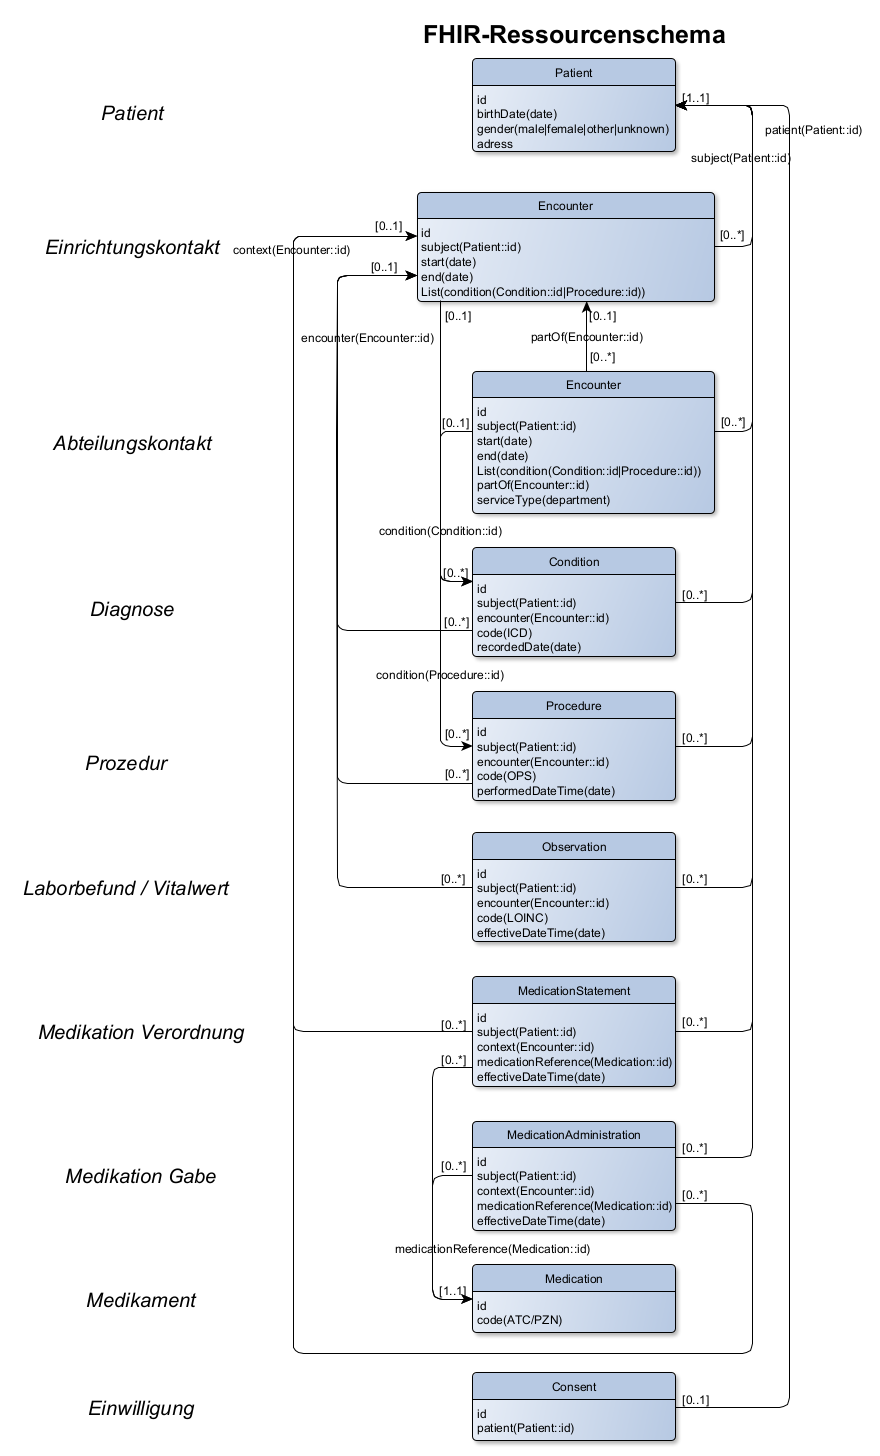 FHIR-Ressourcenschema
Patient
Patient
id
birthDate(date)
gender(male|female|other|unknown)
adress
[1..1]
patient(Patient::id)
subject(Patient::id)
Einrichtungskontakt
Encounter
id
subject(Patient::id)
start(date)
end(date)
List(condition(Condition::id|Procedure::id))
[0..1]
context(Encounter::id)
[0..1]
[0..*]
[0..1]
[0..1]
encounter(Encounter::id)
partOf(Encounter::id)
[0..*]
Abteilungskontakt
Encounter
id
subject(Patient::id)
start(date)
end(date)
List(condition(Condition::id|Procedure::id))
partOf(Encounter::id)
serviceType(department)
[0..1]
[0..*]
condition(Condition::id)
Diagnose
Condition
id
subject(Patient::id)
encounter(Encounter::id)
code(ICD)
recordedDate(date)
[0..*]
[0..*]
[0..*]
condition(Procedure::id)
Prozedur
Procedure
id
subject(Patient::id)
encounter(Encounter::id)
code(OPS)
performedDateTime(date)
[0..*]
[0..*]
[0..*]
Laborbefund / Vitalwert
Observation
id
subject(Patient::id)
encounter(Encounter::id)
code(LOINC)
effectiveDateTime(date)
[0..*]
[0..*]
Medikation Verordnung
MedicationStatement
id
subject(Patient::id)
context(Encounter::id)
medicationReference(Medication::id)
effectiveDateTime(date)
[0..*]
[0..*]
[0..*]
Medikation Gabe
MedicationAdministration
id
subject(Patient::id)
context(Encounter::id)
medicationReference(Medication::id)
effectiveDateTime(date)
[0..*]
[0..*]
[0..*]
medicationReference(Medication::id)
Medikament
Medication
id
code(ATC/PZN)
[1..1]
Einwilligung
Consent
id
patient(Patient::id)
[0..1]